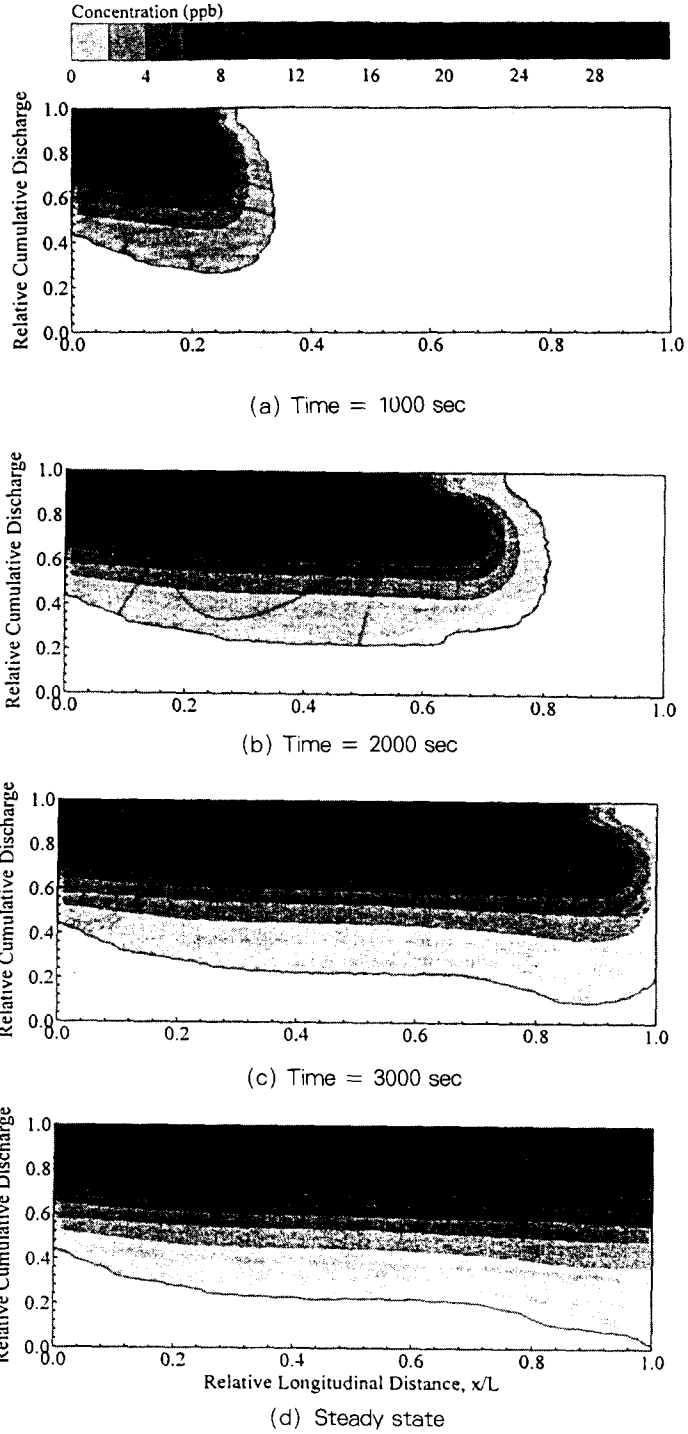 Concentration (ppb)
0 4 8 12 16 20 24 28
Relative Cumulative Discharge
1.0
0.8
0.6
0.4
0.2
0.0
0.0 0.2 0.4 0.6 0.8 1.0
(a) Time = 1000 sec
Relative Cumulative Discharge
1.0
0.8
0.6
0.4
0.2
0.0
0.0 0.2 0.4 0.6 0.8 1.0
(b) Time = 2000 sec
Relative Cumulative Discharge
1.0
0.8
0.6
0.4
0.2
0.0
0.0 0.2 0.4 0.6 0.8 1.0
(c) Time = 3000 sec
Relative Cumulative Discharge
1.0
0.8
0.6
0.4
0.2
0.0
0.0 0.2 0.4 0.6 0.8 1.0
Relative Longitudinal Distance, x/L
(d) Steady state